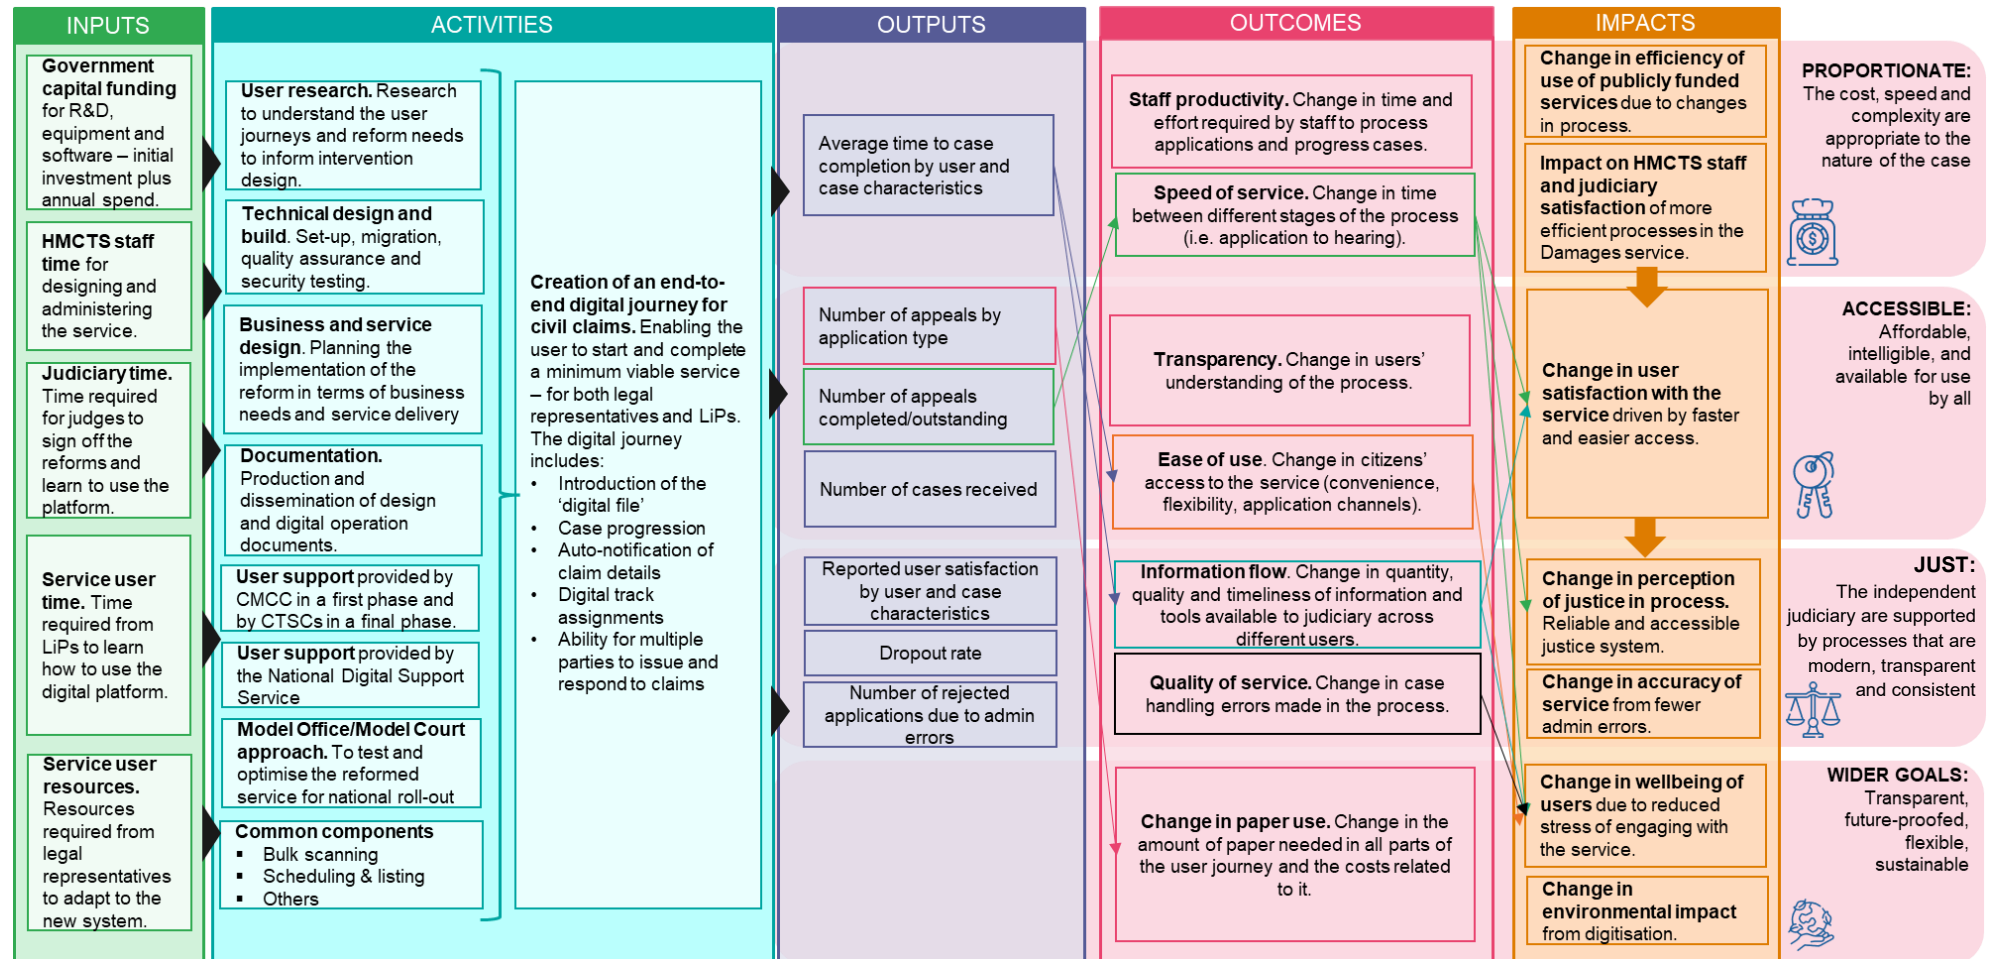 INPUTS
Government
capital funding
for R&D,
equipment and
software – initial
investment plus
annual spend.
HMCTS staff
time for
designing and
administering
the service.
Judiciary time.
Time required
for judges to
sign off the
reforms and
learn to use the
platform.
Service user
time. Time
required from
LiPs to learn
how to use the
digital platform.
Service user
resources.
Resources
required from
legal
representatives
to adapt to the
new system.
ACTIVITIES
User research. Research
to understand the user
journeys and reform needs
to inform intervention
design.
Technical design and
build. Set-up, migration,
quality assurance and
security testing.
Business and service
design. Planning the
implementation of the
reform in terms of business
needs and service delivery
Documentation.
Production and
dissemination of design
and digital operation
documents.
User support provided by
CMCC in a first phase and
by CTSCs in a final phase.
User support provided by
the National Digital Support
Service
Model Office/Model Court
approach. To test and
optimise the reformed
service for national roll-out
Common components
▪ Bulk scanning
▪ Scheduling & listing
▪ Others
Creation of an end-to-
end digital journey for
civil claims. Enabling the
user to start and complete
a minimum viable service
– for both legal
representatives and LiPs.
The digital journey
includes:
• Introduction of the
‘digital file’
• Case progression
• Auto-notification of
claim details
• Digital track
assignments
• Ability for multiple
parties to issue and
respond to claims
OUTPUTS
Average time to case
completion by user and
case characteristics
Number of appeals by
application type
Number of appeals
completed/outstanding
Number of cases received
Reported user satisfaction
by user and case
characteristics
Dropout rate
Number of rejected
applications due to admin
errors
OUTCOMES
Staff productivity. Change in time and
effort required by staff to process
applications and progress cases.
Speed of service. Change in time
between different stages of the process
(i.e. application to hearing).
Transparency. Change in users’
understanding of the process.
Ease of use. Change in citizens’
access to the service (convenience,
flexibility, application channels).
Information flow. Change in quantity,
quality and timeliness of information and
tools available to judiciary across
different users.
Quality of service. Change in case
handling errors made in the process.
Change in paper use. Change in the
amount of paper needed in all parts of
the user journey and the costs related
to it.
IMPACTS
Change in efficiency of
use of publicly funded
services due to changes
in process.
Impact on HMCTS staff
and judiciary
satisfaction of more
efficient processes in the
Damages service.
Change in user
satisfaction with the
service driven by faster
and easier access.
Change in perception
of justice in process.
Reliable and accessible
justice system.
Change in accuracy of
service from fewer
admin errors.
Change in wellbeing of
users due to reduced
stress of engaging with
the service.
Change in
environmental impact
from digitisation.
PROPORTIONATE:
The cost, speed and
complexity are
appropriate to the
nature of the case
ACCESSIBLE:
Affordable,
intelligible, and
available for use
by all
JUST:
The independent
judiciary are supported
by processes that are
modern, transparent
and consistent
WIDER GOALS:
Transparent,
future-proofed,
flexible,
sustainable